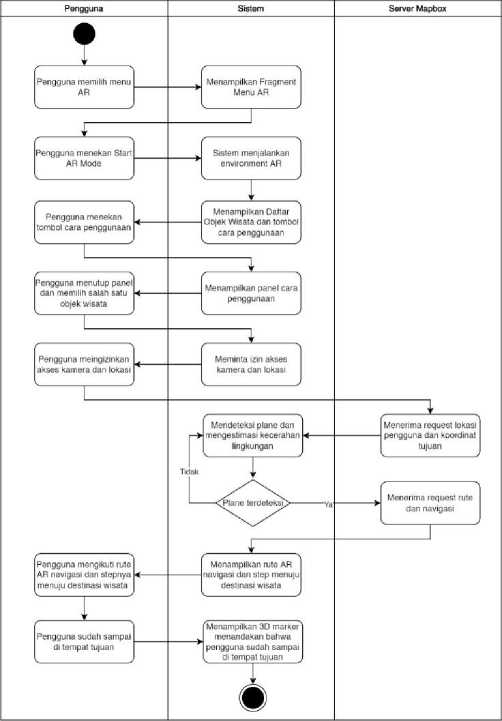 Pengguna
Sistem
Server Mapbox
Pengguna memilih menu
AR
Menampilkan Fragment
Menu AR
Pengguna menekan Start
AR Mode
Sistem menjalankan
environment AR
Pengguna menekan
tombol cara penggunaan
Menampilkan Daftar
Objek Wisata dan tombol
cara penggunaan
Pengguna menutup panel
dan memilih salah satu
objek wisata
Menampilkan panel cara
penggunaan
Pengguna meingizinkan
akses kamera dan lokasi
Meminta izin akses
kamera dan lokasi
Mendeteksi plane dan
mengestimasi kecerahan
lingkungan
Menerima request lokasi
pengguna dan koordinat
tujuan
Tidak
Plane terdeteksi
Ya
Menerima request rute
dan navigasi
Pengguna mengikuti rute
AR navigasi dan stepnya
menuju destinasi wisata
Menampilkan rute AR
navigasi dan step menuju
destinasi wisata
Pengguna sudah sampai
di tempat tujuan
Menampilkan 3D marker
menandakan bahwa
pengguna sudah sampai
di tempat tujuan